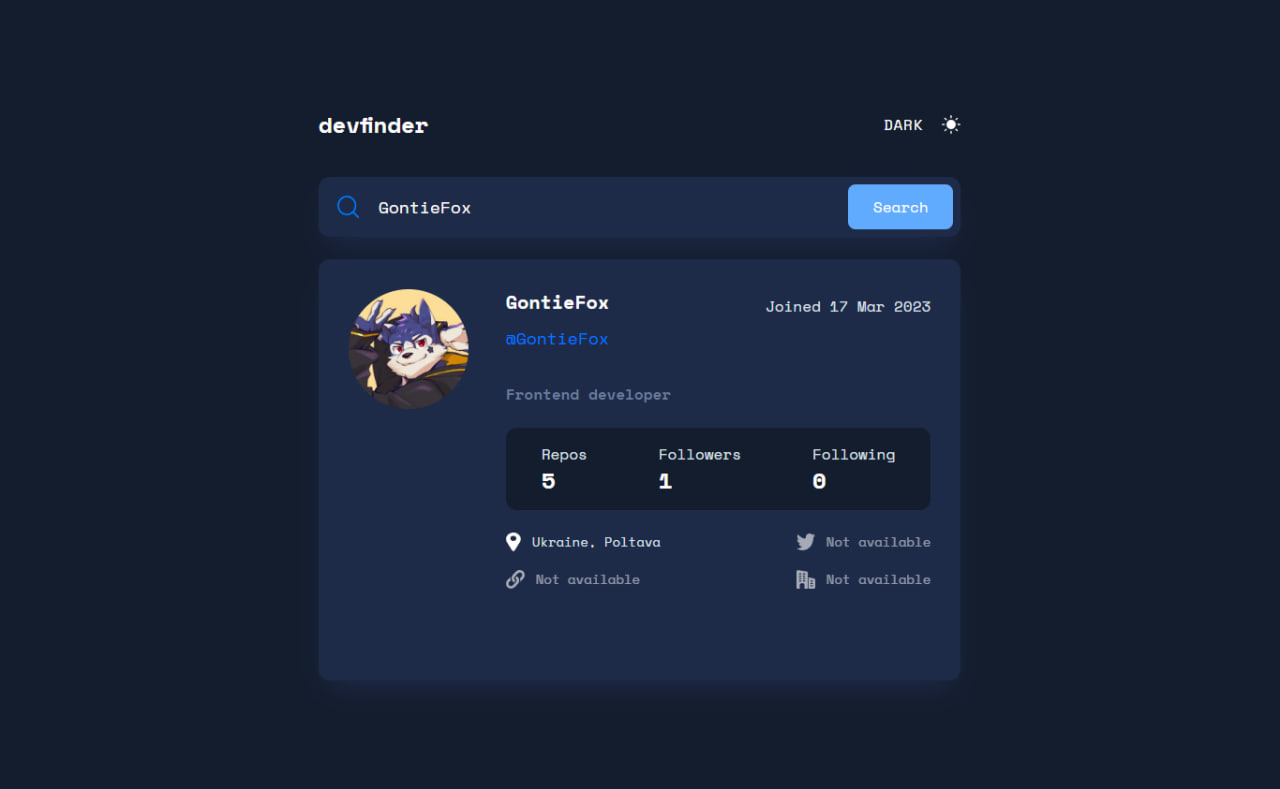 devfinder
DARK
GontieFox
Search
GontieFox
Joined 17 Mar 2023
@GontieFox
Frontend developer
Repos Followers Following
5 1 0
Ukraine, Poltava
Not available
Not available
Not available